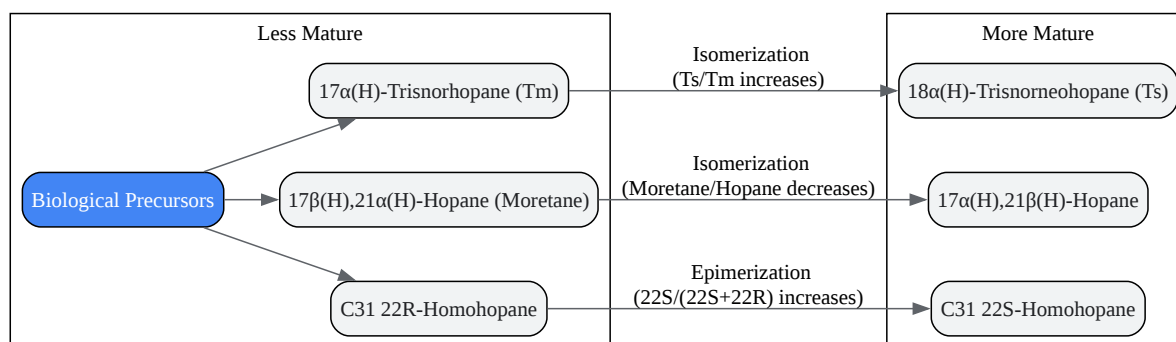 Less Mature
More Mature
Isomerization
(Ts/Tm increases)
17α(H)-Trisnorhopane (Tm)
18α(H)-Trisnorneohopane (Ts)
Isomerization
(Moretane/Hopane decreases)
Biological Precursors
17β(H),21α(H)-Hopane (Moretane)
17α(H),21β(H)-Hopane
Epimerization
(22S/(22S+22R) increases)
C31 22R-Homohopane
C31 22S-Homohopane